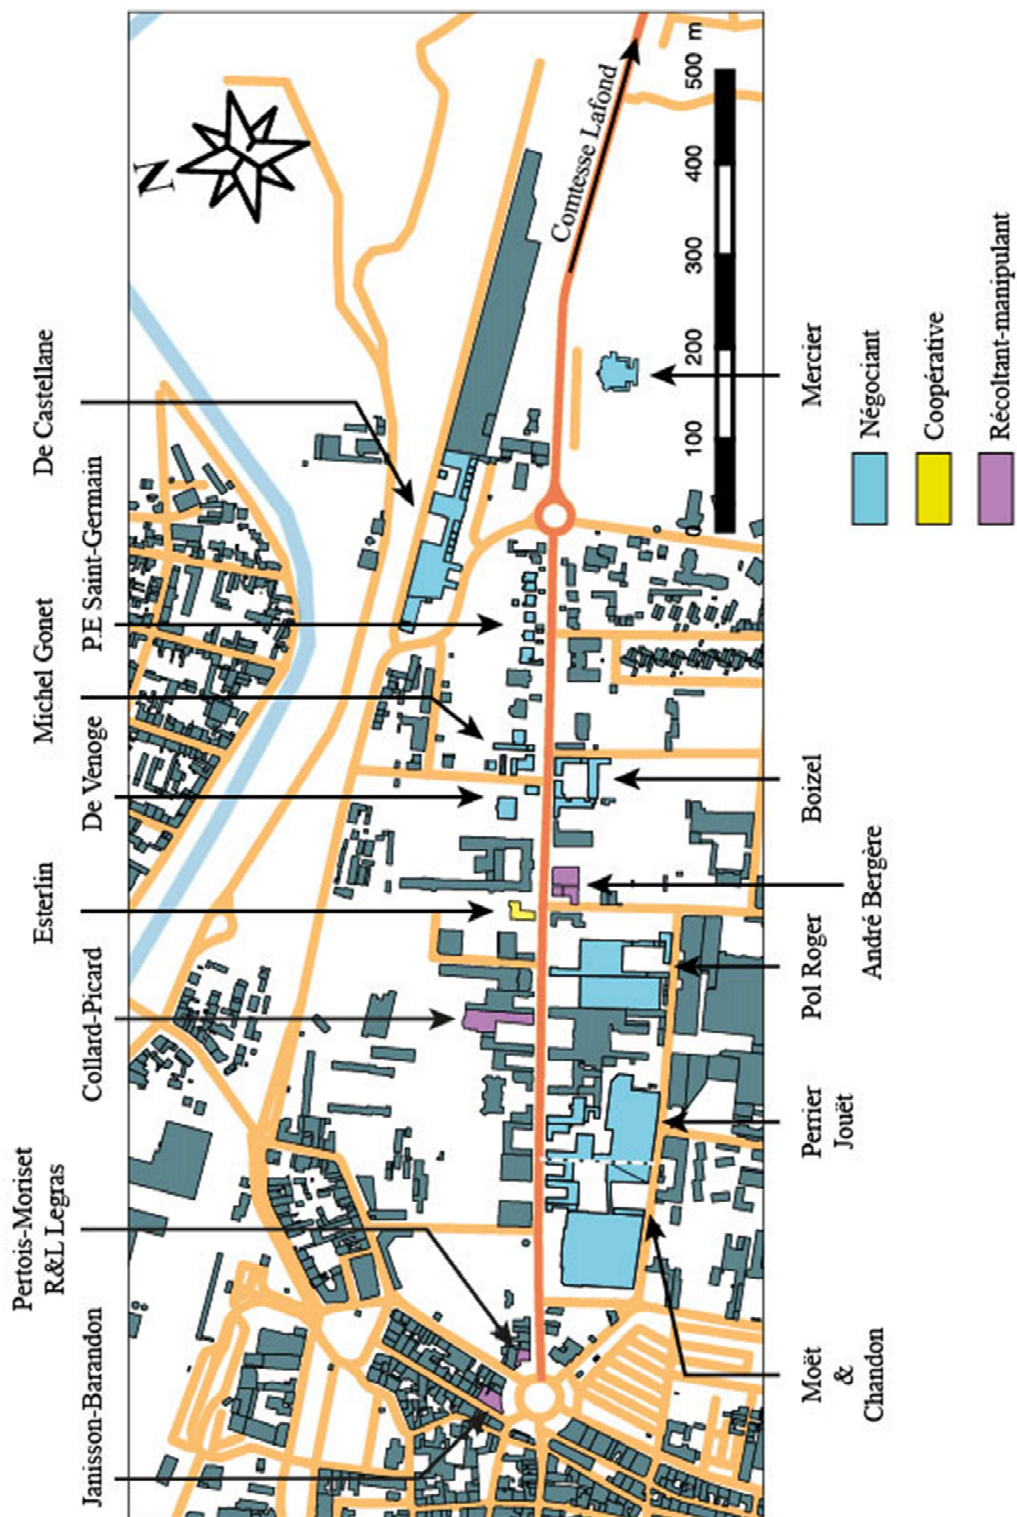 Janisson-Barandon
Pertois-Moriset
R&L Legras
Collard-Picard
Esterlin
De Venoge
Michel Gonet
P.E Saint-Germain
De Castellane
N
Comtesse Lafond
0 100 200 300 400 500 m
Moët
&
Chandon
Perrier
Jouët
Pol Roger
André Bergère
Boizel
Mercier
Négociant
Coopérative
Récoltant-manipulant